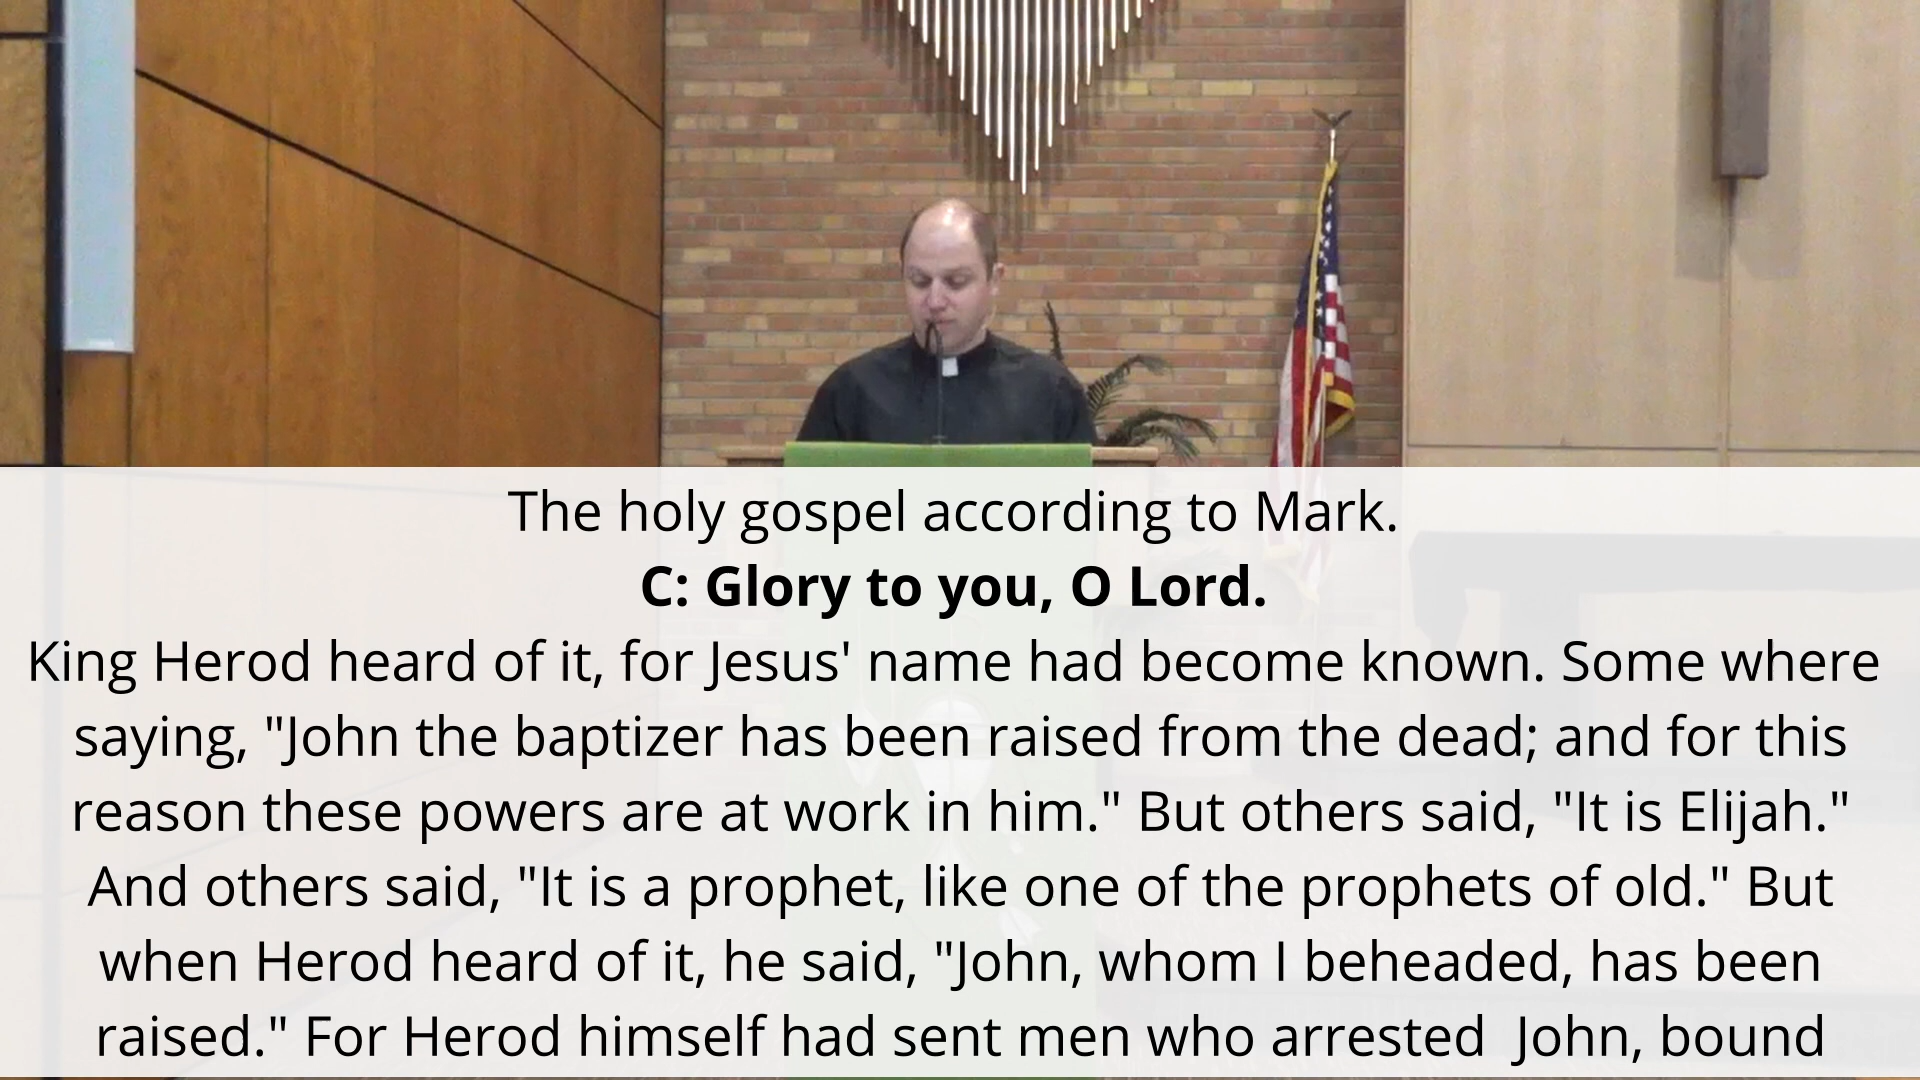 The holy gospel according to Mark.
C: Glory to you, O Lord.
King Herod heard of it, for Jesus' name had become known. Some where
saying, "John the baptizer has been raised from the dead; and for this
reason these powers are at work in him." But others said, "It is Elijah."
And others said, "It is a prophet, like one of the prophets of old." But
when Herod heard of it, he said, "John, whom I beheaded, has been
raised." For Herod himself had sent men who arrested  John, bound